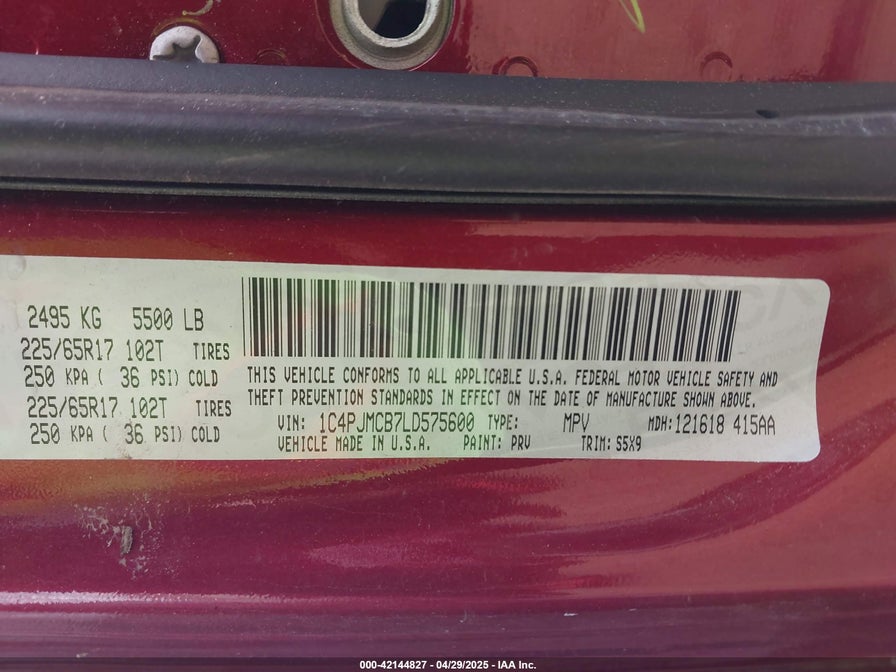 2495 KG 5500 LB
225/65R17 102T TIRES
250 KPA ( 36 PSI) COLD
225/65R17 102T TIRES
250 KPA ( 36 PSI) COLD
THIS VEHICLE CONFORMS TO ALL APPLICABLE U.S.A. FEDERAL MOTOR VEHICLE SAFETY AND
THEFT PREVENTION STANDARDS IN EFFECT ON THE DATE OF MANUFACTURE SHOWN ABOVE.
VIN: 1C4PJMCB7LD575600 TYPE: MPV MDH: 121618 415AA
VEHICLE MADE IN U.S.A. PAINT: PRV TRIM: S5X9
000-42144827 - 04/29/2025 - IAA Inc.